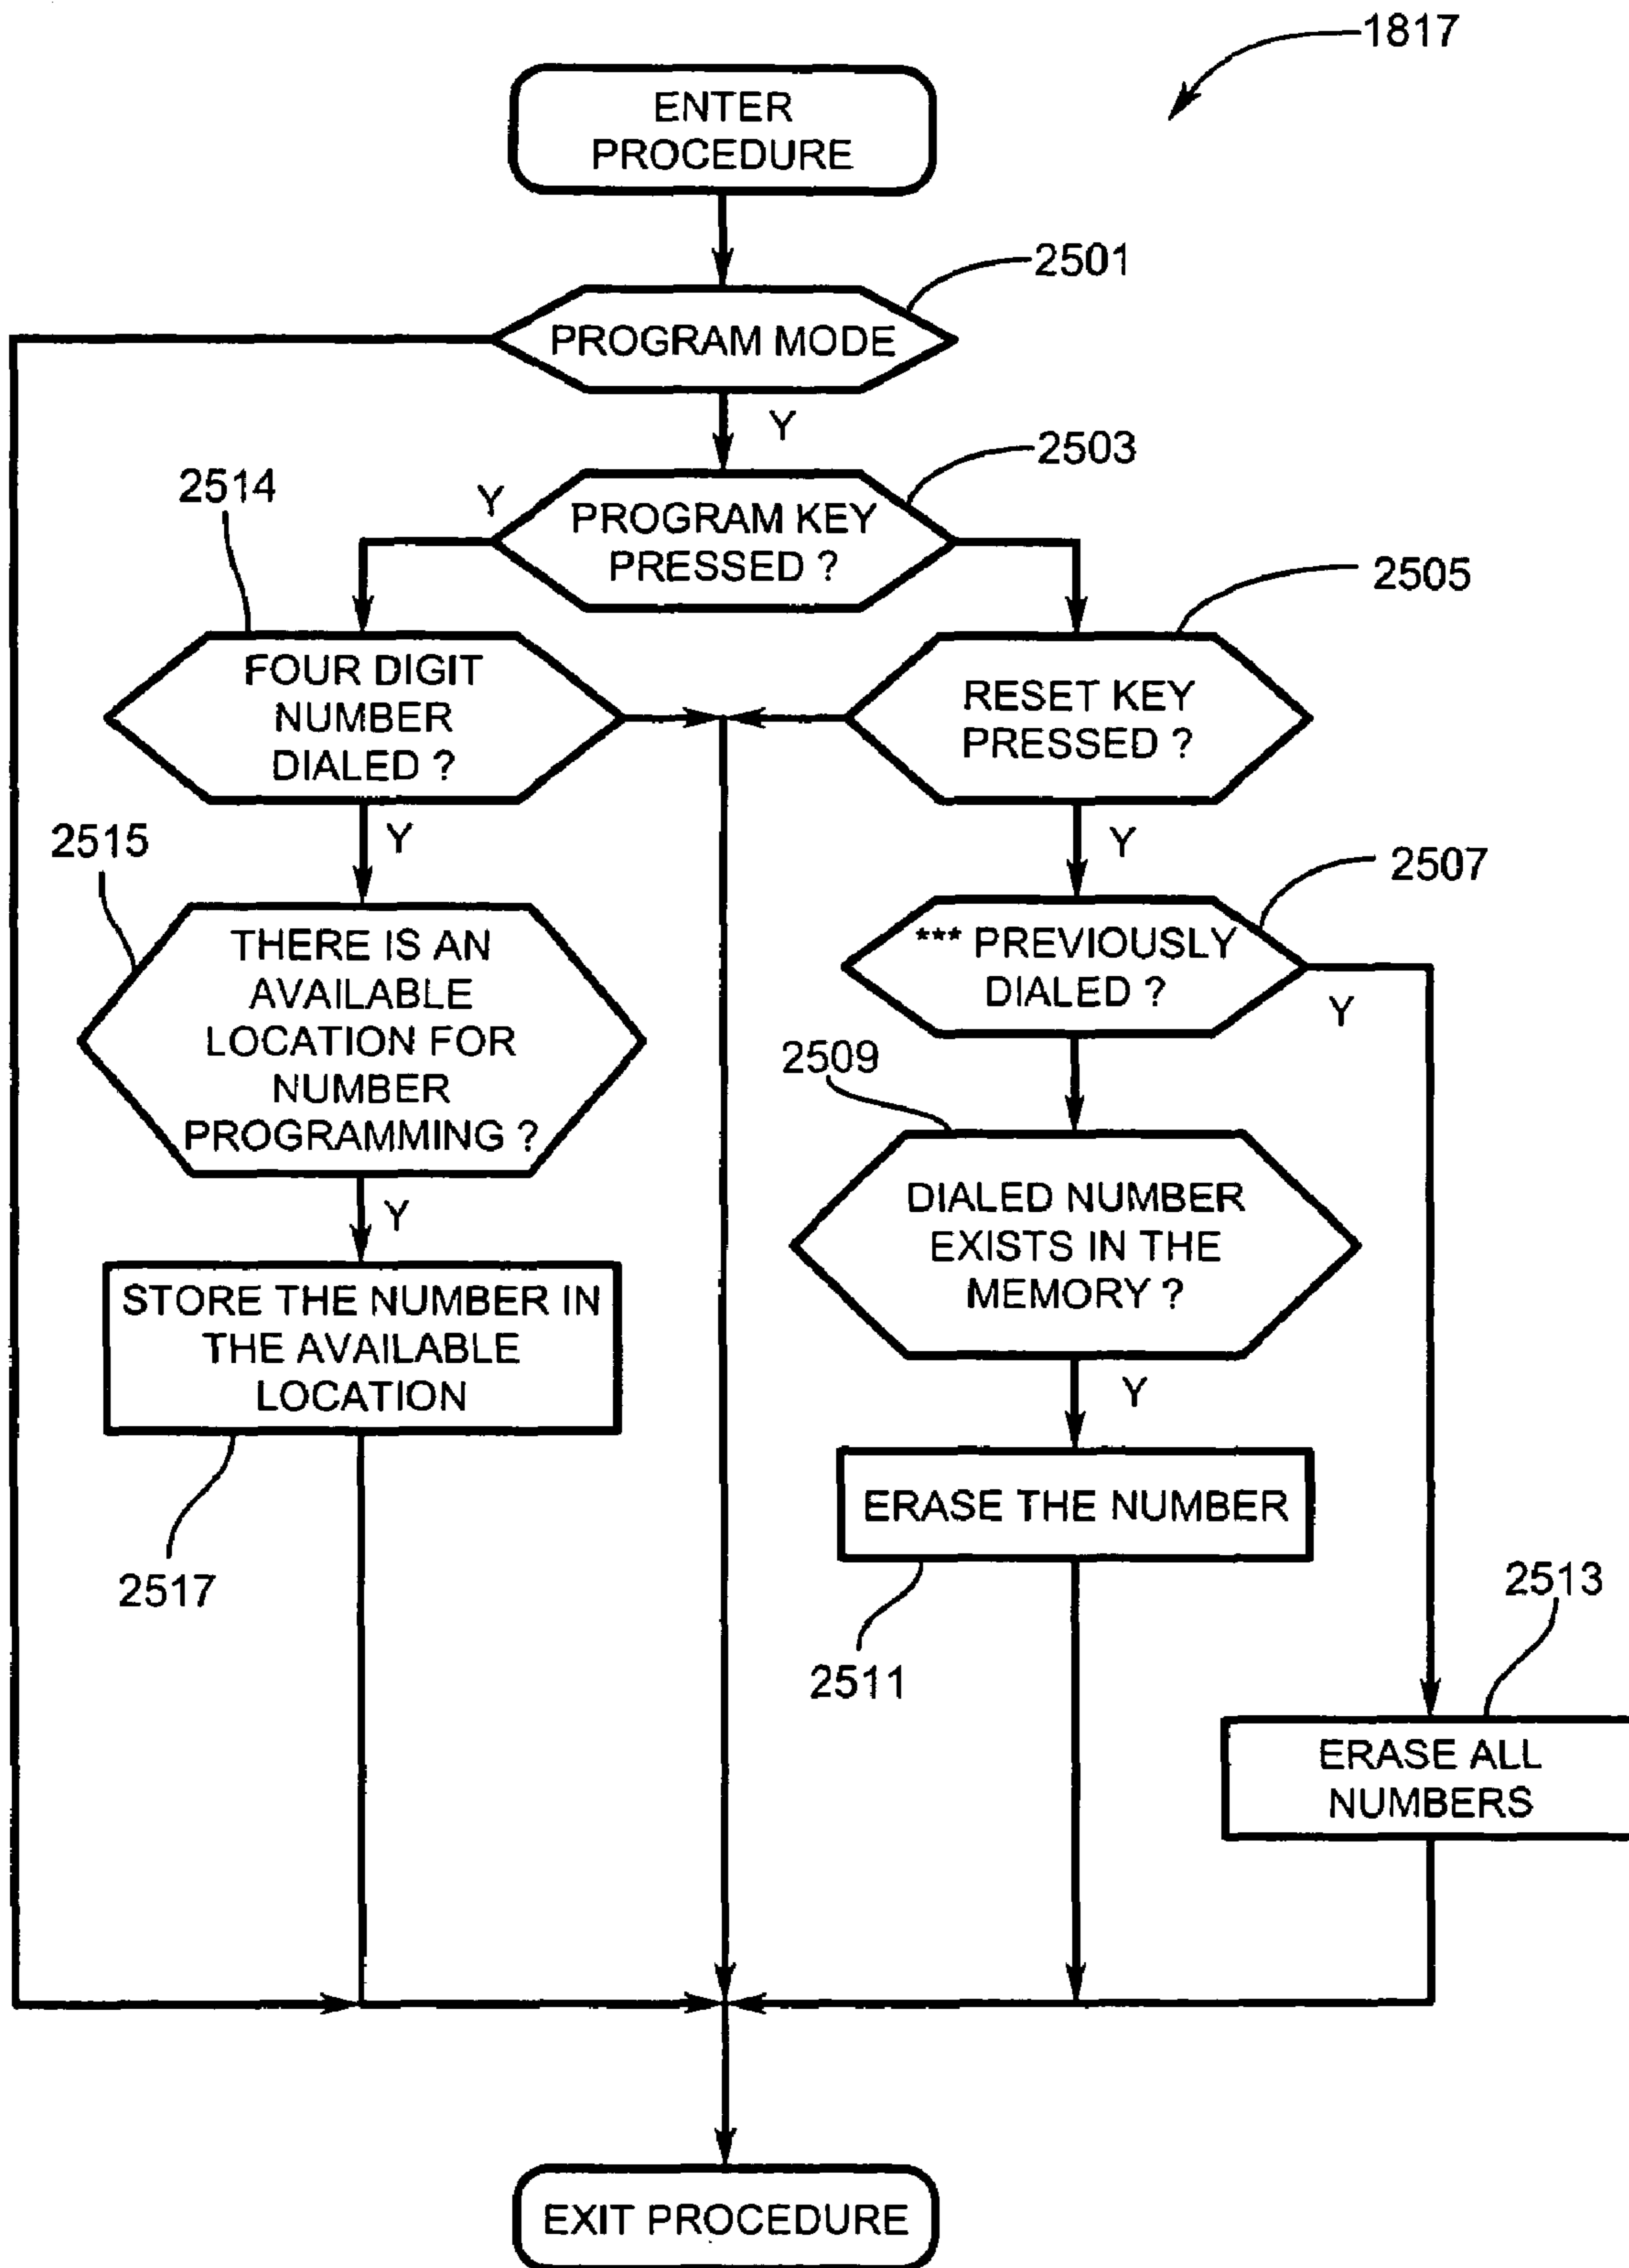 1817
ENTER
PROCEDURE
2501
PROGRAM MODE
Y
2503
2514
Y
PROGRAM KEY
PRESSED ?
2505
FOUR DIGIT
NUMBER
DIALED ?
RESET KEY
PRESSED ?
Y
Y
2515
2507
THERE IS AN
AVAILABLE
LOCATION FOR
NUMBER
PROGRAMMING ?
*** PREVIOUSLY
DIALED ?
Y
2509
Y
DIALED NUMBER
EXISTS IN THE
MEMORY ?
STORE THE NUMBER IN
THE AVAILABLE
LOCATION
Y
ERASE THE NUMBER
2517
2511
2513
ERASE ALL
NUMBERS
EXIT PROCEDURE